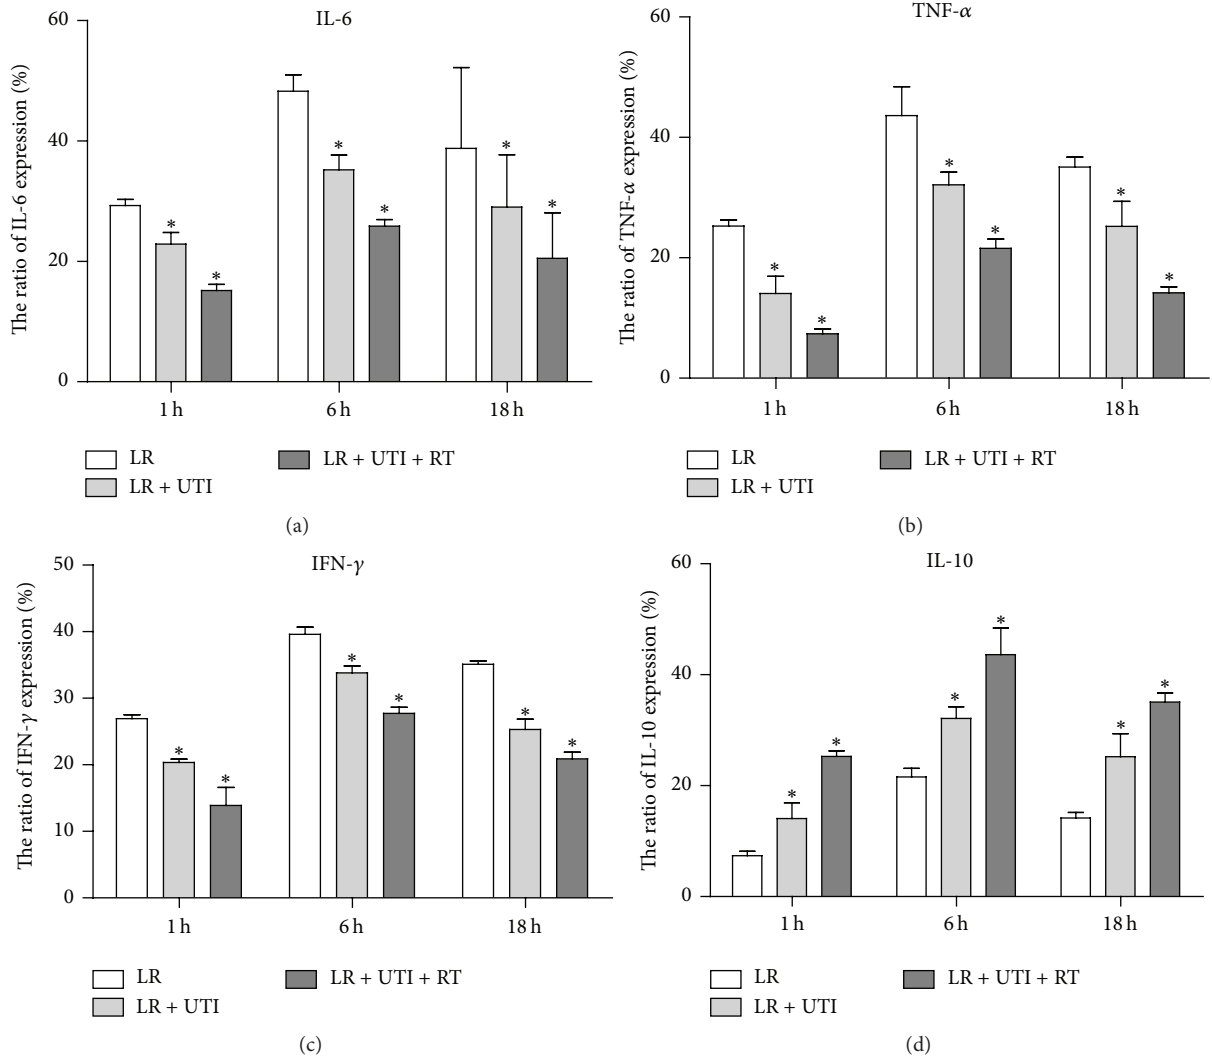 IL-6
The ratio of IL-6 expression (%)
60
40
20
0
* * * * * *
1 h 6 h 18 h
LR LR + UTI + RT
LR + UTI
(a)
TNF-α
The ratio of TNF-α expression (%)
60
40
20
0
* * * * * *
1 h 6 h 18 h
LR LR + UTI + RT
LR + UTI
(b)
IFN-γ
The ratio of IFN-γ expression (%)
50
40
30
20
10
0
* * * * * *
1 h 6 h 18 h
LR LR + UTI + RT
LR + UTI
(c)
IL-10
The ratio of IL-10 expression (%)
60
40
20
0
* * * * * *
1 h 6 h 18 h
LR LR + UTI + RT
LR + UTI
(d)